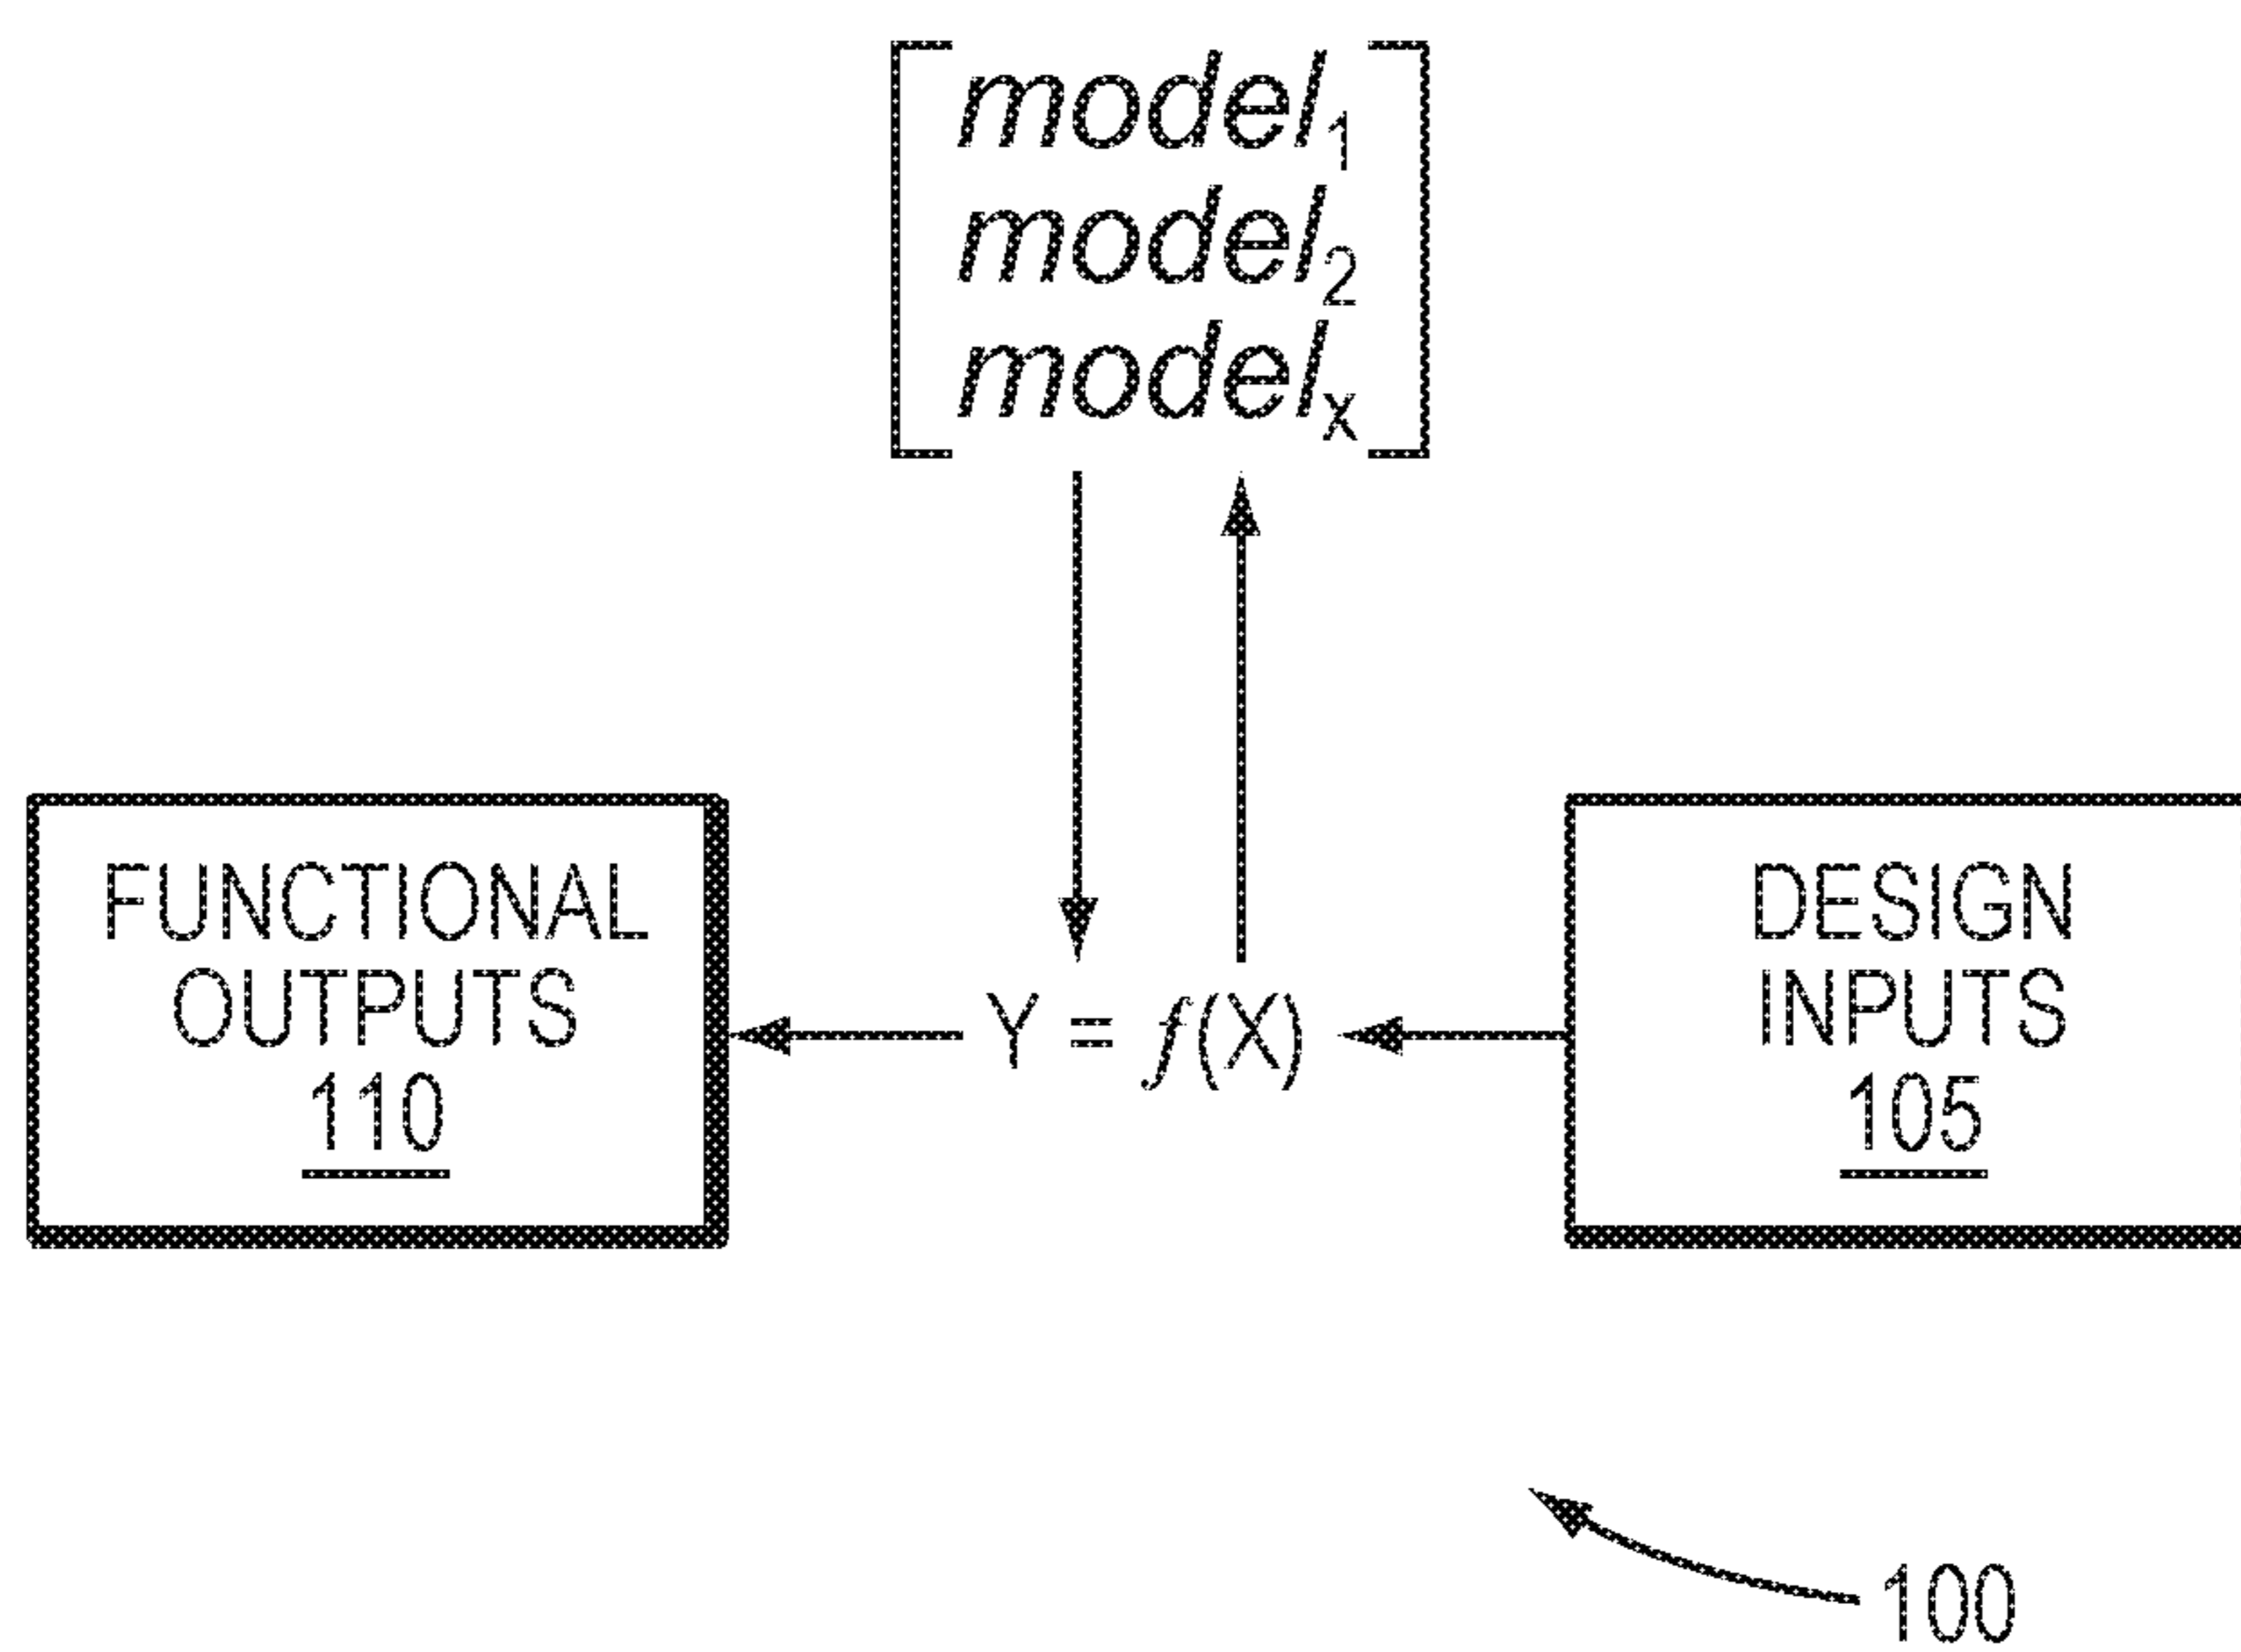 model₁
model₂
modelₓ
FUNCTIONAL
OUTPUTS
110
Y = f(X)
DESIGN
INPUTS
105
100